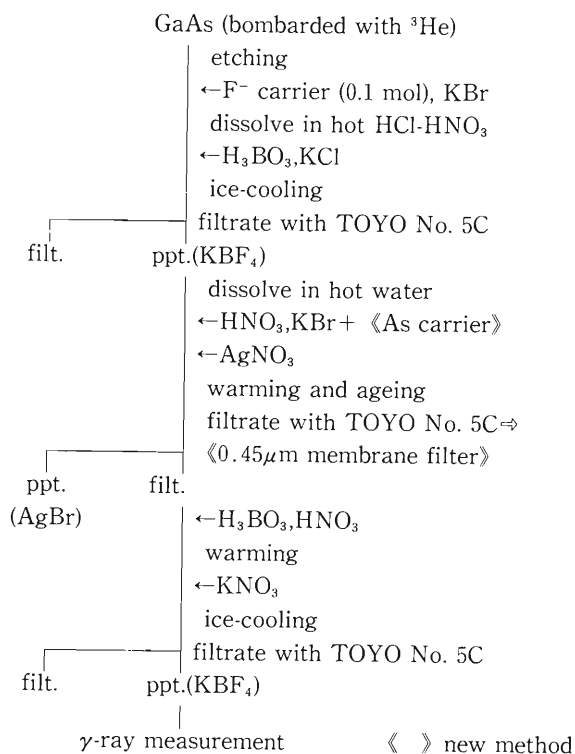 GaAs (bombarded with ³He)
etching
←F⁻ carrier (0.1 mol), KBr
dissolve in hot HCl-HNO₃
←H₃BO₃,KCl
ice-cooling
filtrate with TOYO No. 5C
filt.
ppt.(KBF₄)
dissolve in hot water
←HNO₃,KBr+ 《As carrier》
←AgNO₃
warming and ageing
filtrate with TOYO No. 5C⇨
《0.45μm membrane filter》
ppt.
filt.
(AgBr)
←H₃BO₃,HNO₃
warming
←KNO₃
ice-cooling
filtrate with TOYO No. 5C
filt.
ppt.(KBF₄)
γ-ray measurement
《 》new method